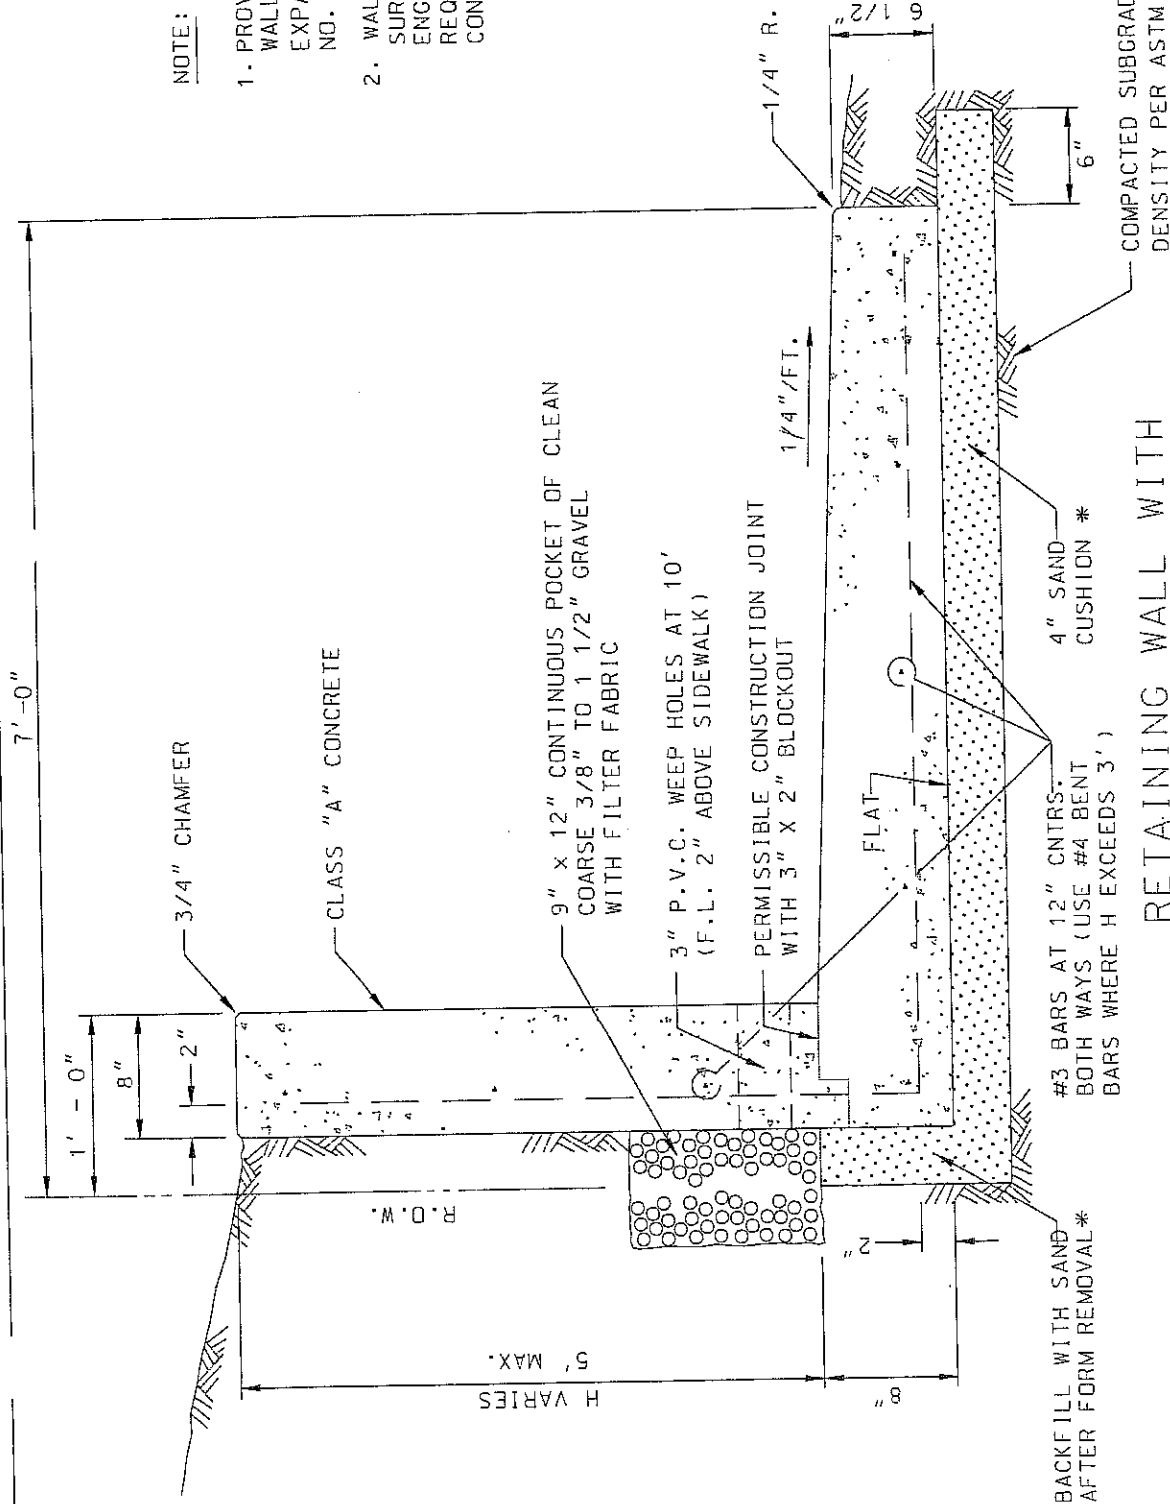 7'-0"
1' - 0"
8"
2"
3/4" CHAMFER
CLASS "A" CONCRETE
9" x 12" CONTINUOUS POCKET OF CLEAN
COARSE 3/8" TO 1 1/2" GRAVEL
WITH FILTER FABRIC
3" P.V.C. WEEP HOLES AT 10'
(F.L. 2" ABOVE SIDEWALK)
PERMISSIBLE CONSTRUCTION JOINT
WITH 3" X 2" BLOCKOUT
1/4"/FT.
1/4" R.
6 1/2"
6"
R.O.W.
H VARIES
5' MAX.
8"
2"
FLAT
BACKFILL WITH SAND
AFTER FORM REMOVAL*
#3 BARS AT 12" CNTRS.
BOTH WAYS (USE #4 BENT
BARS WHERE H EXCEEDS 3')
4" SAND
CUSHION *
COMPACTED SUBGRAD
DENSITY PER ASTM
RETAINING WALL WITH
NOTE:
1. PROV
WALL
EXPA
NO.
2. WAL
SUR
ENG
REQ
CON